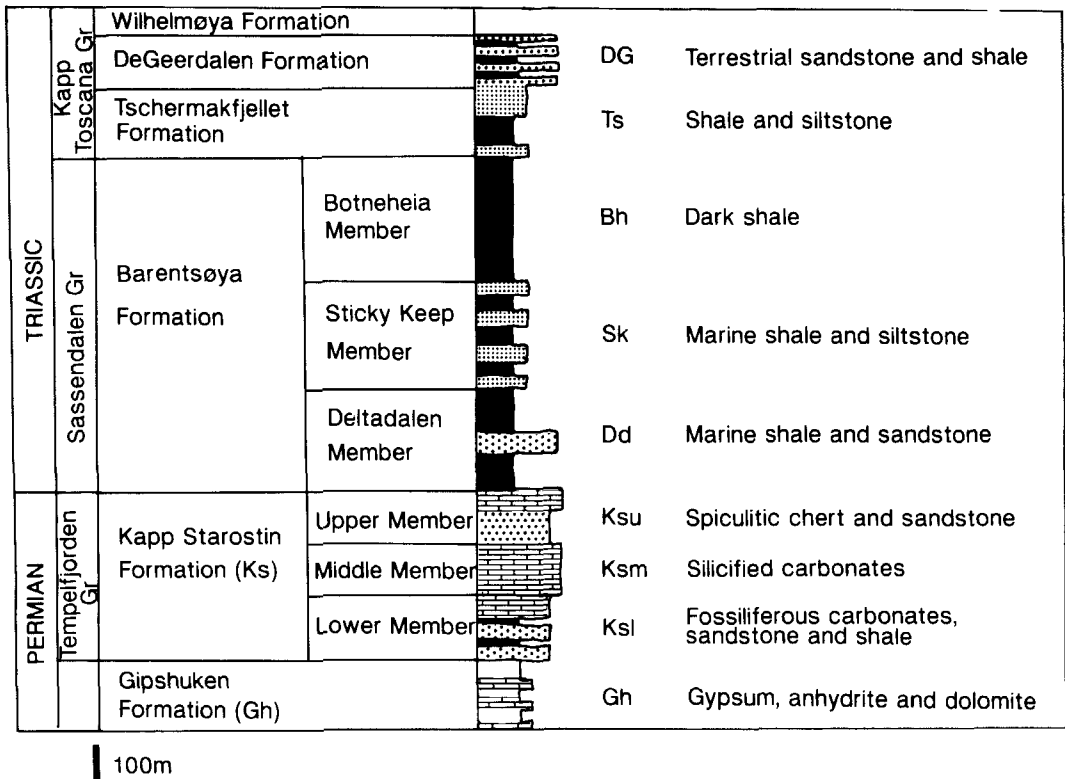 TRIASSIC
PERMIAN
Kapp
Toscana Gr
Sassendalen Gr
Tempelfjorden
Gr
Wilhelmøya Formation
DeGeerdalen Formation
DG Terrestrial sandstone and shale
Tschermakfjellet
Formation
Ts Shale and siltstone
Barentsøya
Formation
Botneheia
Member
Bh Dark shale
Sticky Keep
Member
Sk Marine shale and siltstone
Deltadalen
Member
Dd Marine shale and sandstone
Kapp Starostin
Formation (Ks)
Upper Member
Ksu Spiculitic chert and sandstone
Middle Member
Ksm Silicified carbonates
Lower Member
Ksl Fossiliferous carbonates,
sandstone and shale
Gipshuken
Formation (Gh)
Gh Gypsum, anhydrite and dolomite
100m